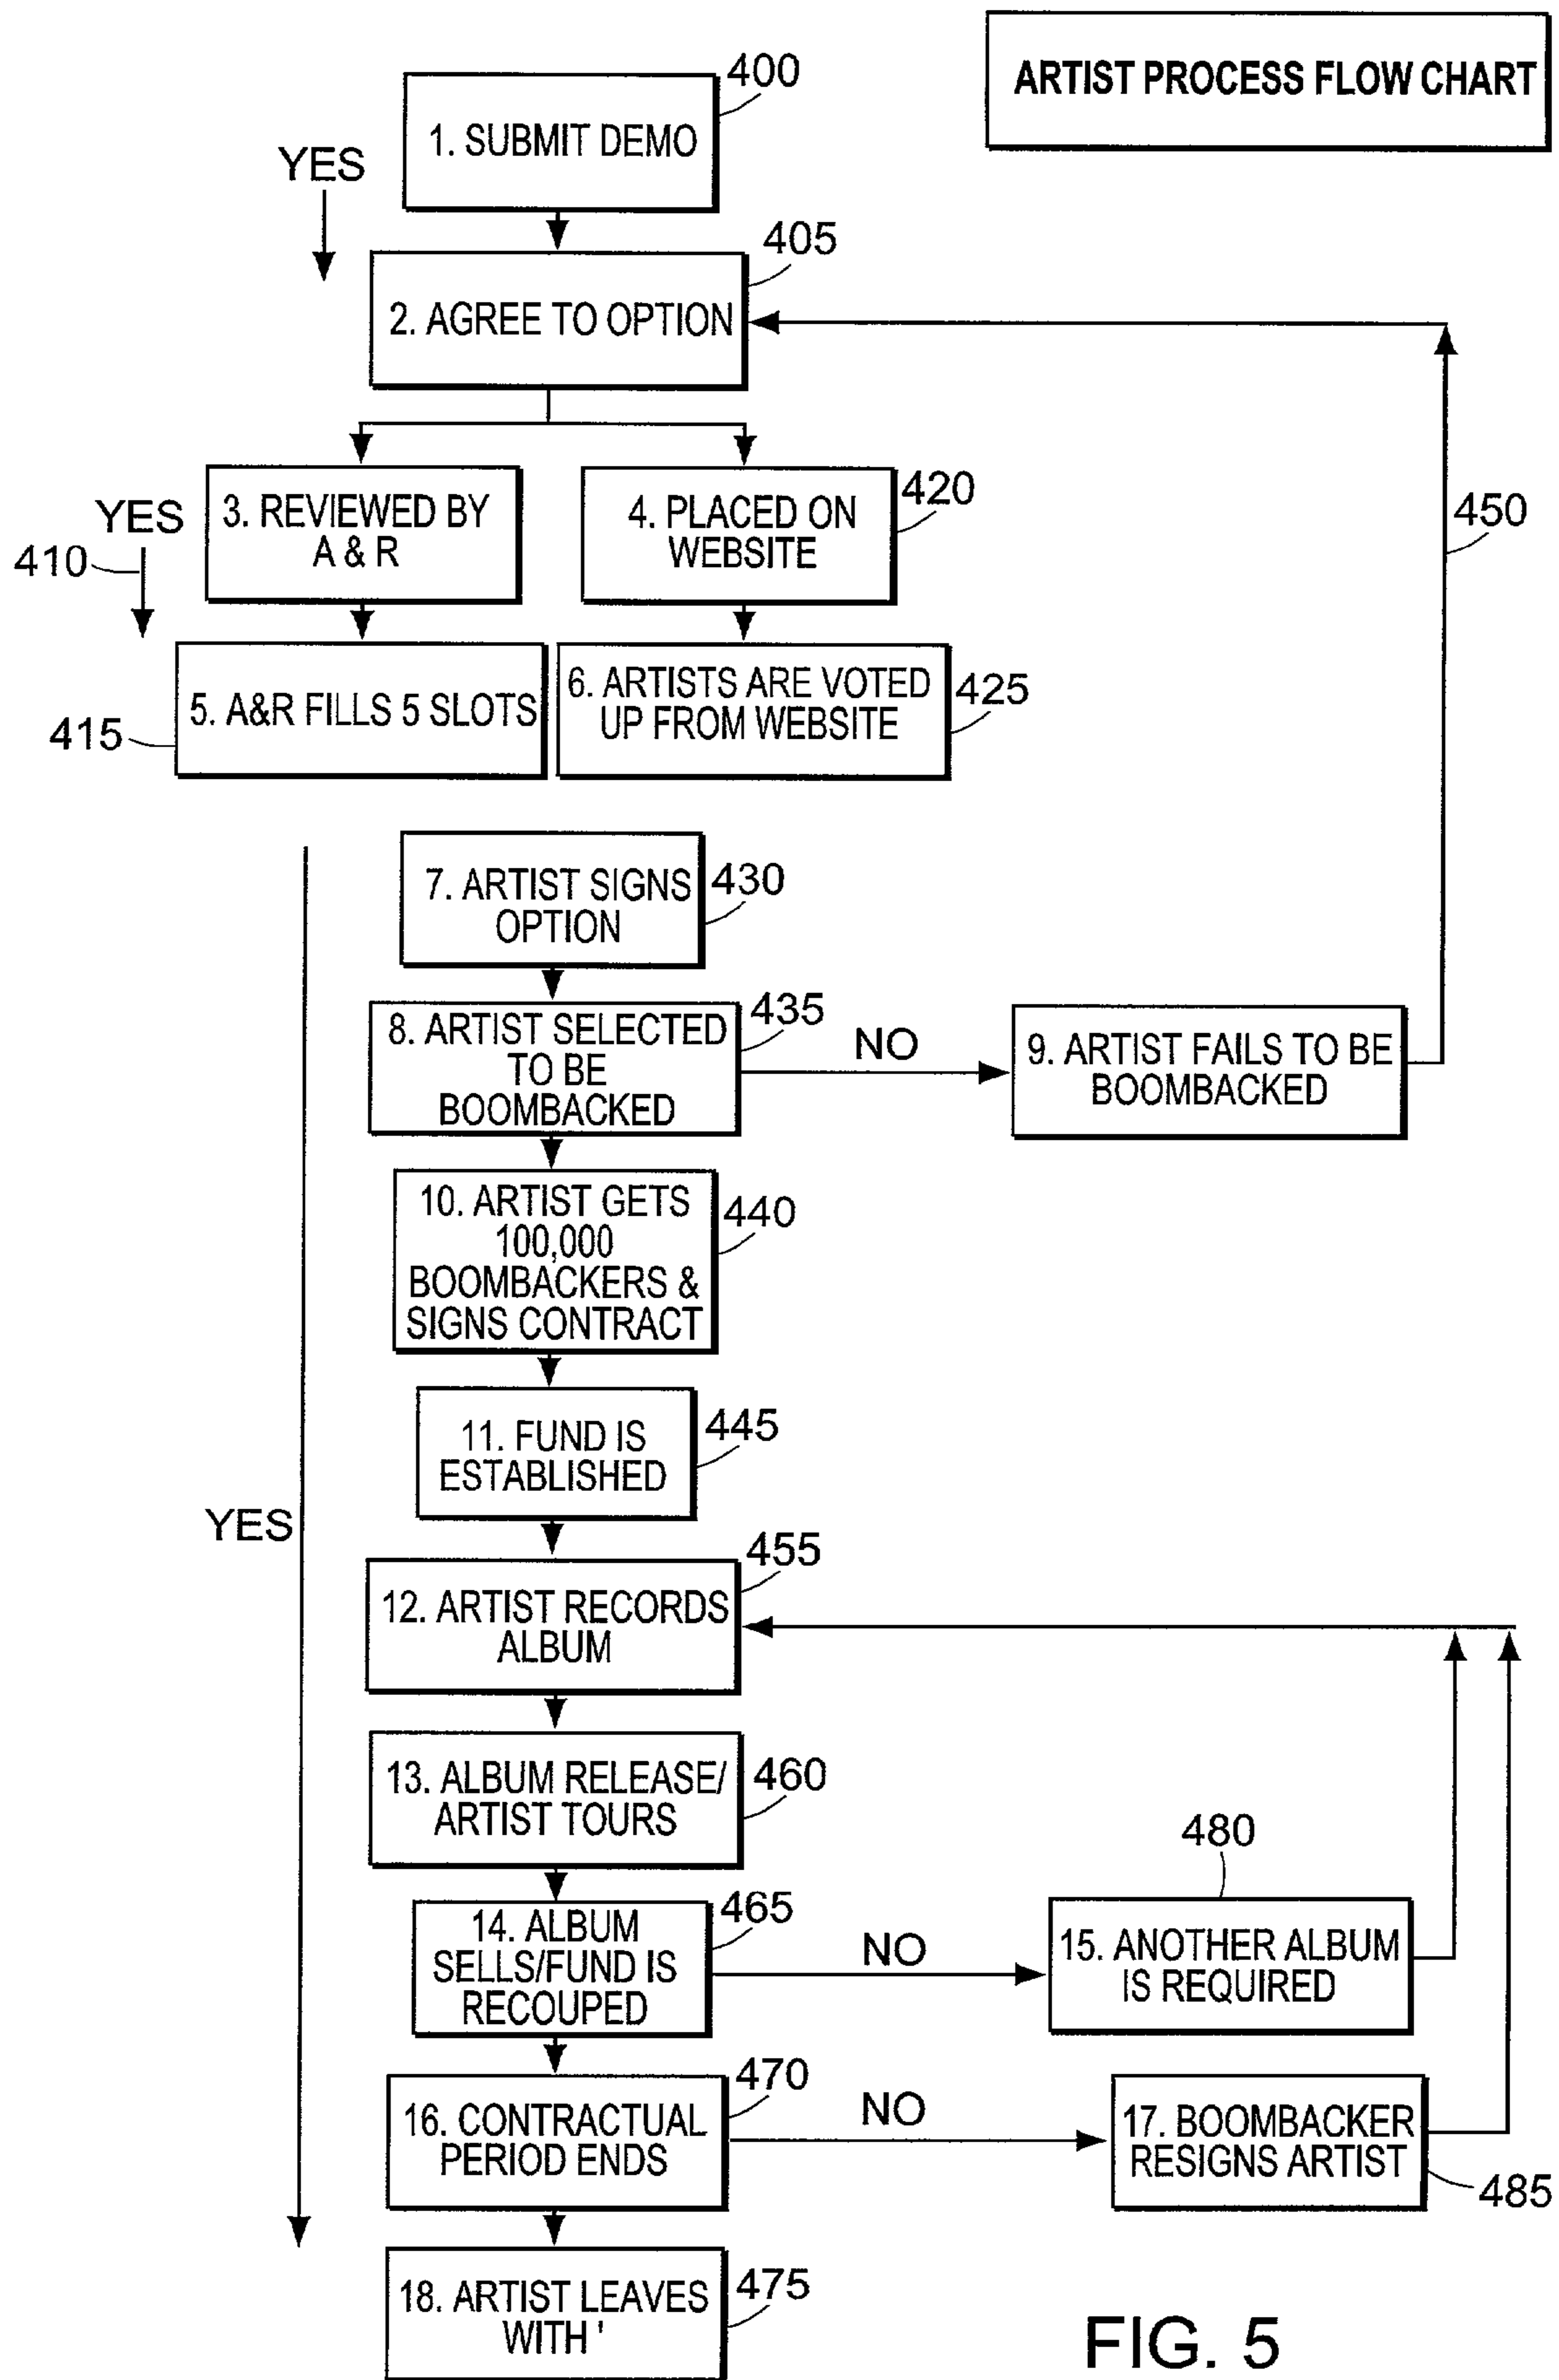 ARTIST PROCESS FLOW CHART
400
1. SUBMIT DEMO
YES
405
2. AGREE TO OPTION
YES
410
3. REVIEWED BY
A & R
4. PLACED ON
WEBSITE
420
450
5. A&R FILLS 5 SLOTS
415
6. ARTISTS ARE VOTED
UP FROM WEBSITE
425
7. ARTIST SIGNS
OPTION
430
8. ARTIST SELECTED
TO BE
BOOMBACKED
435
NO
9. ARTIST FAILS TO BE
BOOMBACKED
10. ARTIST GETS
100,000
BOOMBACKERS &
SIGNS CONTRACT
440
11. FUND IS
ESTABLISHED
445
YES
12. ARTIST RECORDS
ALBUM
455
13. ALBUM RELEASE/
ARTIST TOURS
460
14. ALBUM
SELLS/FUND IS
RECOUPED
465
NO
480
15. ANOTHER ALBUM
IS REQUIRED
16. CONTRACTUAL
PERIOD ENDS
470
NO
17. BOOMBACKER
RESIGNS ARTIST
485
18. ARTIST LEAVES
WITH '
475
FIG. 5